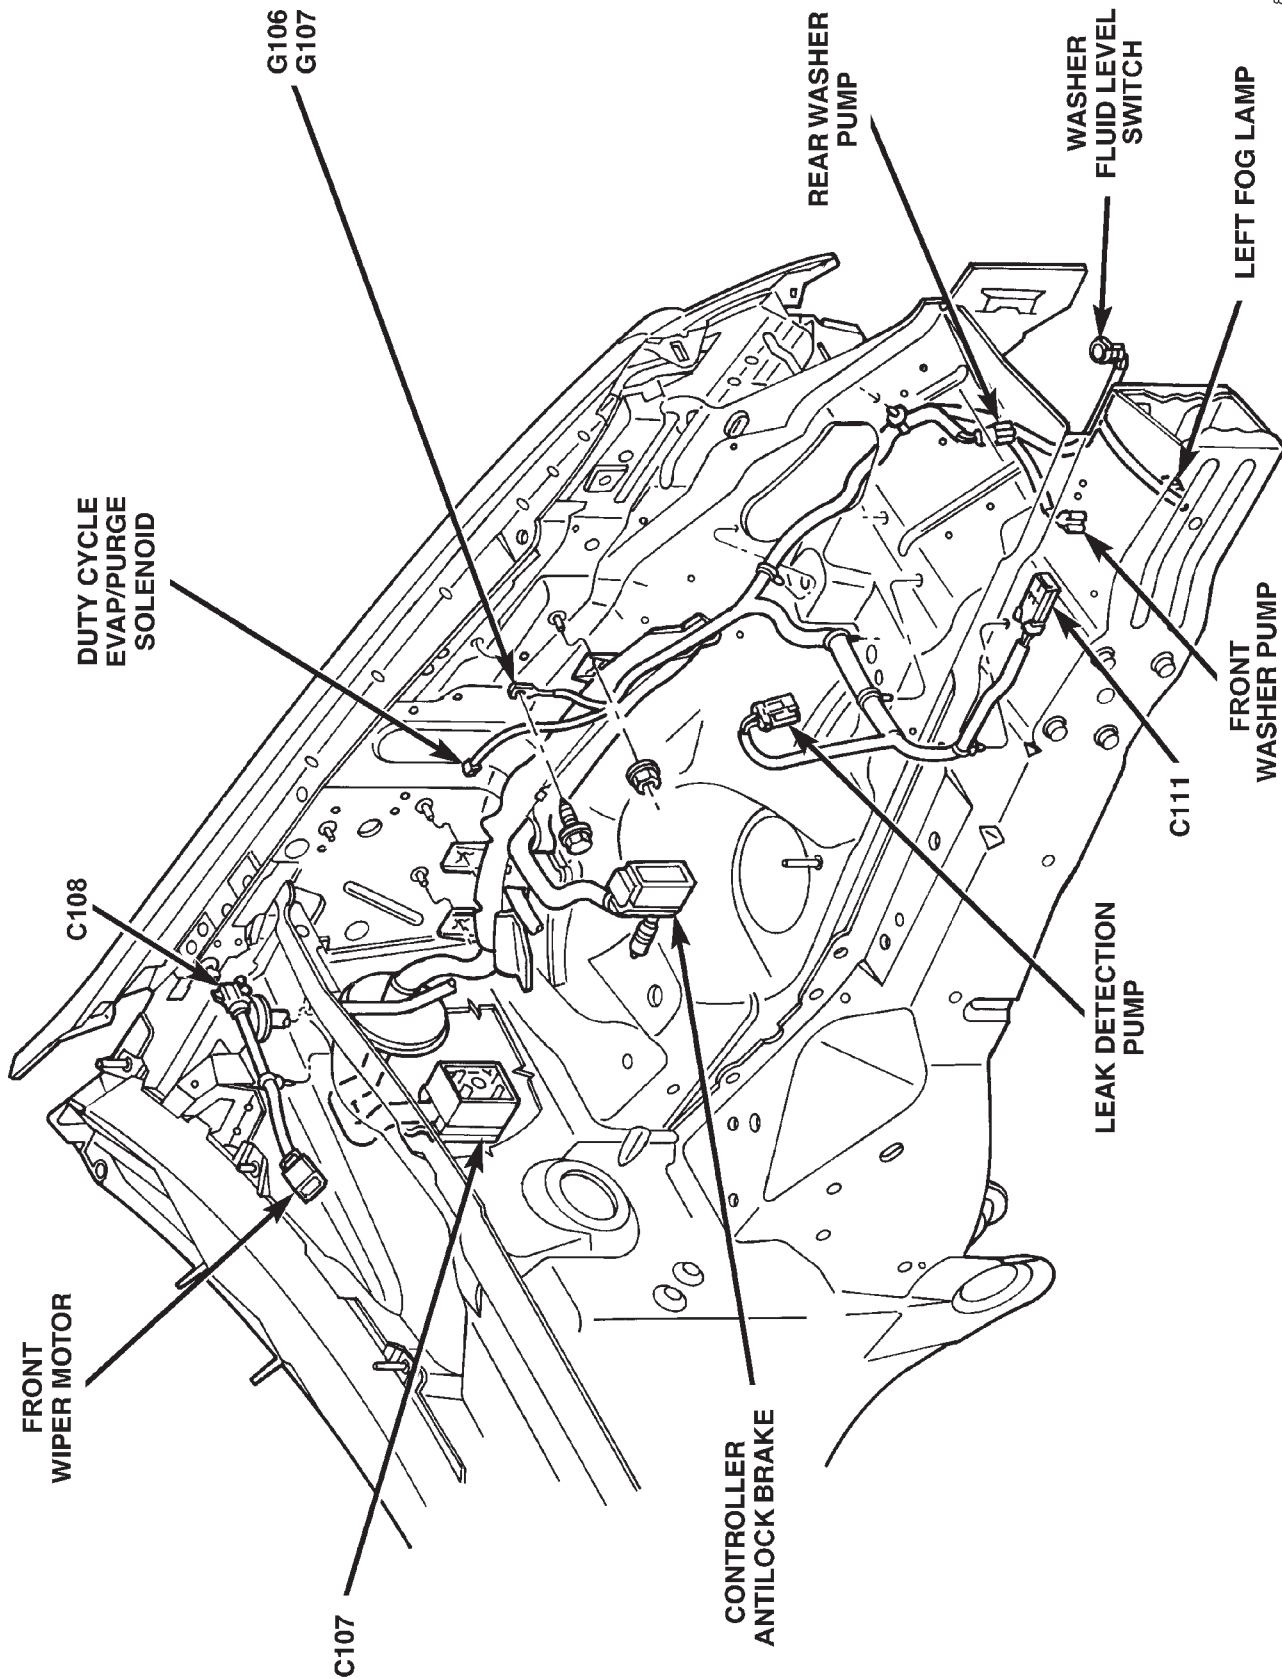 FRONT
WIPER MOTOR
C108
DUTY CYCLE
EVAP/PURGE
SOLENOID
G106
G107
C107
CONTROLLER
ANTILOCK BRAKE
REAR WASHER
PUMP
LEAK DETECTION
PUMP
WASHER
FLUID LEVEL
SWITCH
C111
FRONT
WASHER PUMP
LEFT FOG LAMP